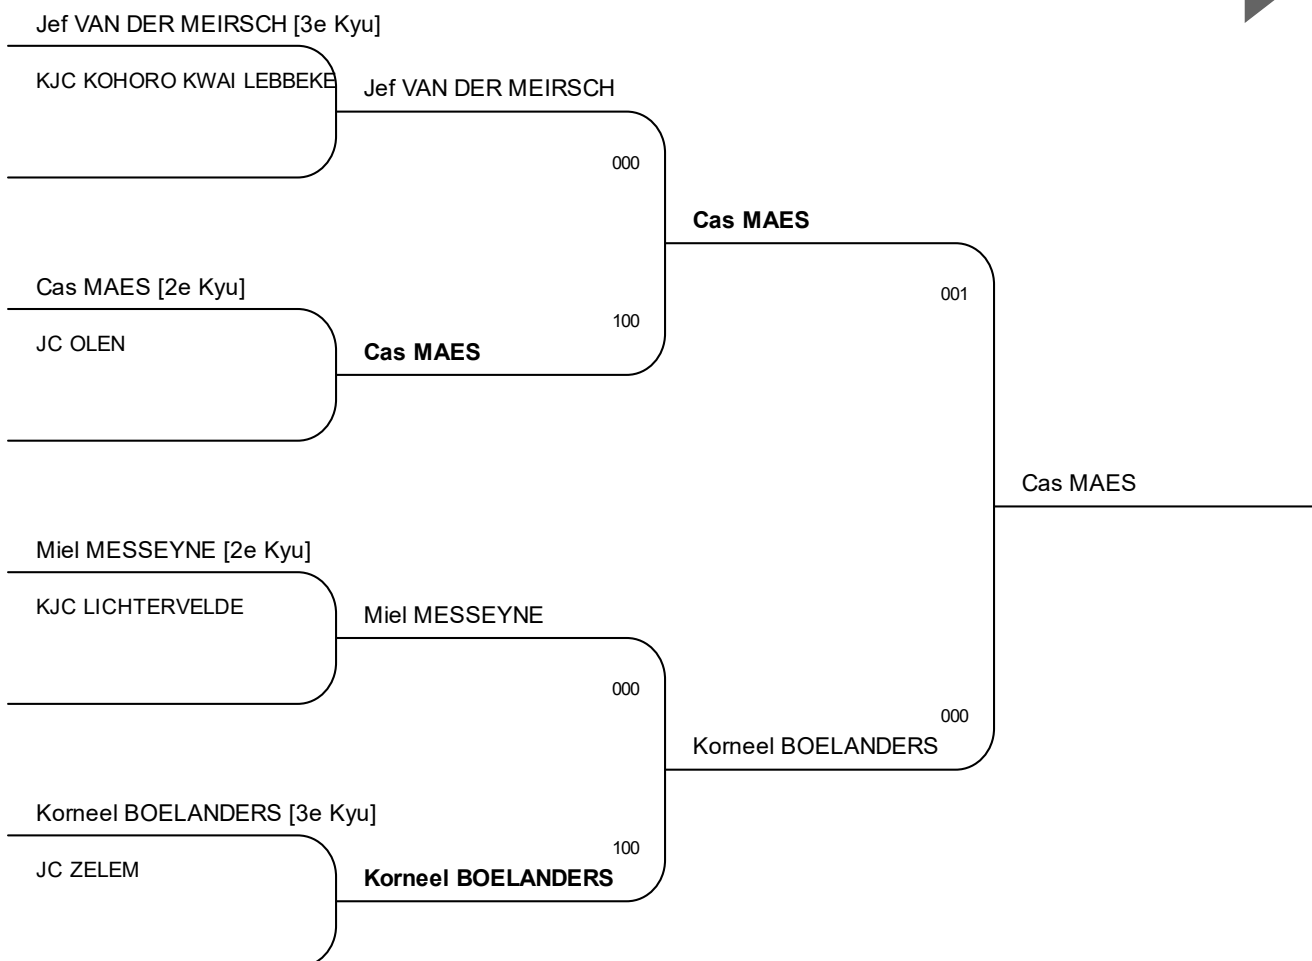 Jef VAN DER MEIRSCH [3e Kyu]
KJC KOHORO KWAI LEBBEKE
Jef VAN DER MEIRSCH
000
Cas MAES
001
Cas MAES [2e Kyu]
100
JC OLEN
Cas MAES
Cas MAES
Miel MESSEYNE [2e Kyu]
KJC LICHTERVELDE
Miel MESSEYNE
000
000
Korneel BOELANDERS
Korneel BOELANDERS [3e Kyu]
100
JC ZELEM
Korneel BOELANDERS